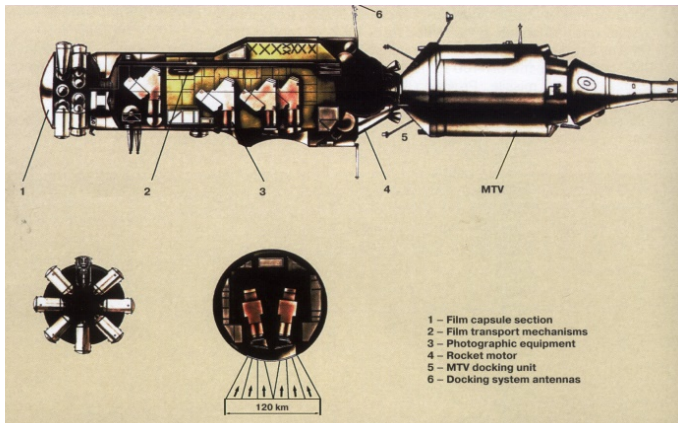 6
5
1
2
3
4
MTV
1 – Film capsule section
2 – Film transport mechanisms
3 – Photographic equipment
4 – Rocket motor
5 – MTV docking unit
6 – Docking system antennas
120 km